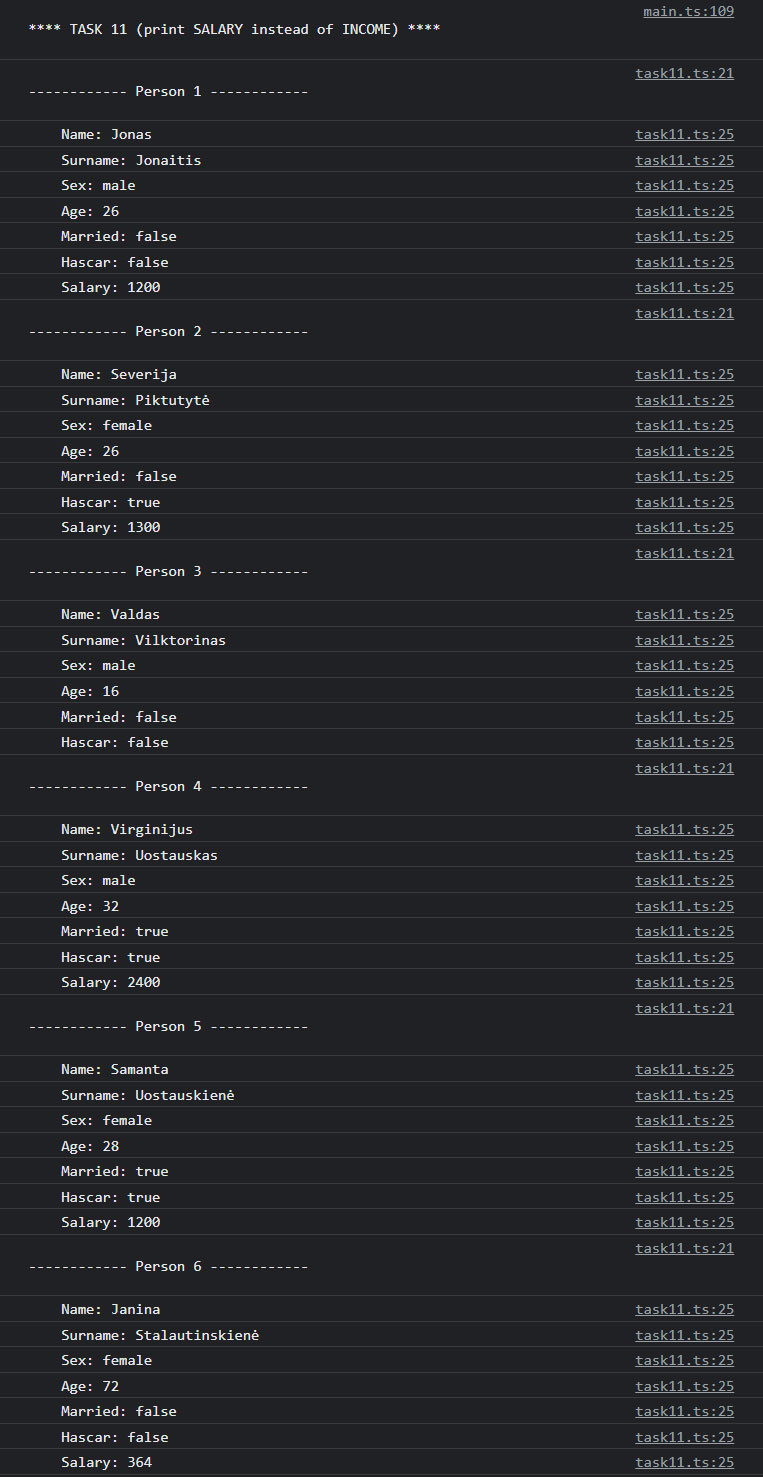 main.ts:109
**** TASK 11 (print SALARY instead of INCOME) ****
task11.ts:21
------------ Person 1 ------------
Name: Jonas task11.ts:25
Surname: Jonaitis task11.ts:25
Sex: male task11.ts:25
Age: 26 task11.ts:25
Married: false task11.ts:25
Hascar: false task11.ts:25
Salary: 1200 task11.ts:25
task11.ts:21
------------ Person 2 ------------
Name: Severija task11.ts:25
Surname: Piktutytė task11.ts:25
Sex: female task11.ts:25
Age: 26 task11.ts:25
Married: false task11.ts:25
Hascar: true task11.ts:25
Salary: 1300 task11.ts:25
task11.ts:21
------------ Person 3 ------------
Name: Valdas task11.ts:25
Surname: Vilktorinas task11.ts:25
Sex: male task11.ts:25
Age: 16 task11.ts:25
Married: false task11.ts:25
Hascar: false task11.ts:25
task11.ts:21
------------ Person 4 ------------
Name: Virginijus task11.ts:25
Surname: Uostauskas task11.ts:25
Sex: male task11.ts:25
Age: 32 task11.ts:25
Married: true task11.ts:25
Hascar: true task11.ts:25
Salary: 2400 task11.ts:25
task11.ts:21
------------ Person 5 ------------
Name: Samanta task11.ts:25
Surname: Uostauskienė task11.ts:25
Sex: female task11.ts:25
Age: 28 task11.ts:25
Married: true task11.ts:25
Hascar: true task11.ts:25
Salary: 1200 task11.ts:25
task11.ts:21
------------ Person 6 ------------
Name: Janina task11.ts:25
Surname: Stalautinskienė task11.ts:25
Sex: female task11.ts:25
Age: 72 task11.ts:25
Married: false task11.ts:25
Hascar: false task11.ts:25
Salary: 364 task11.ts:25